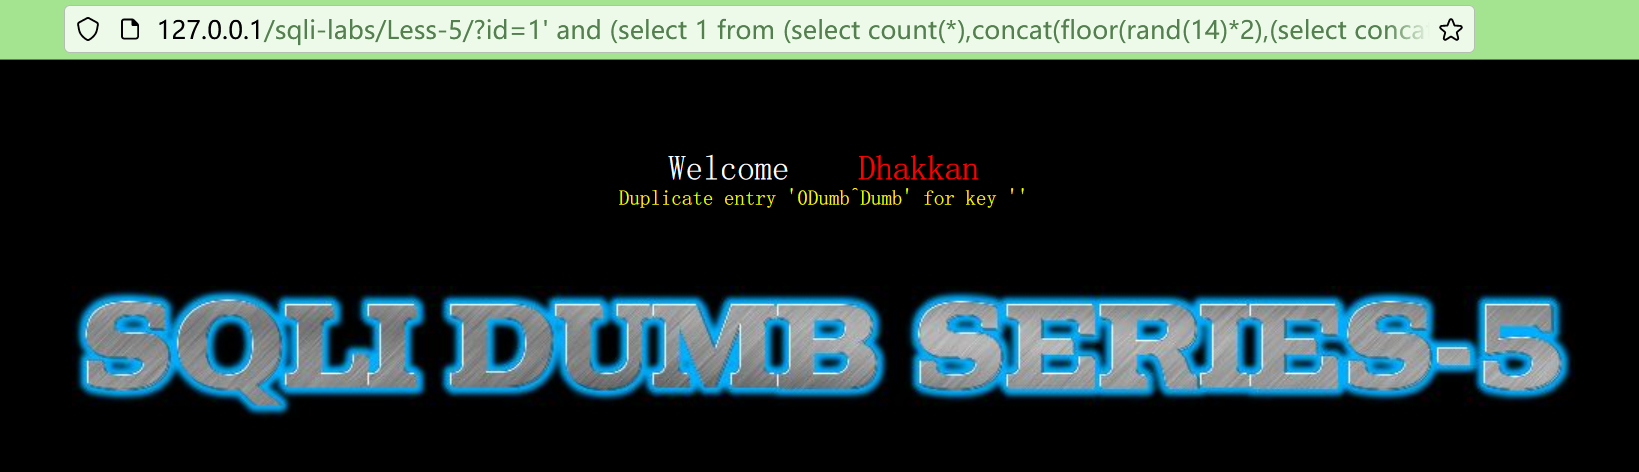 127.0.0.1/sqli-labs/Less-5/?id=1' and (select 1 from (select count(*),concat(floor(rand(14)*2),(select conca
Welcome Dhakkan
Duplicate entry '0Dumb^Dumb' for key ''
SQLI DUMB SERIES-5